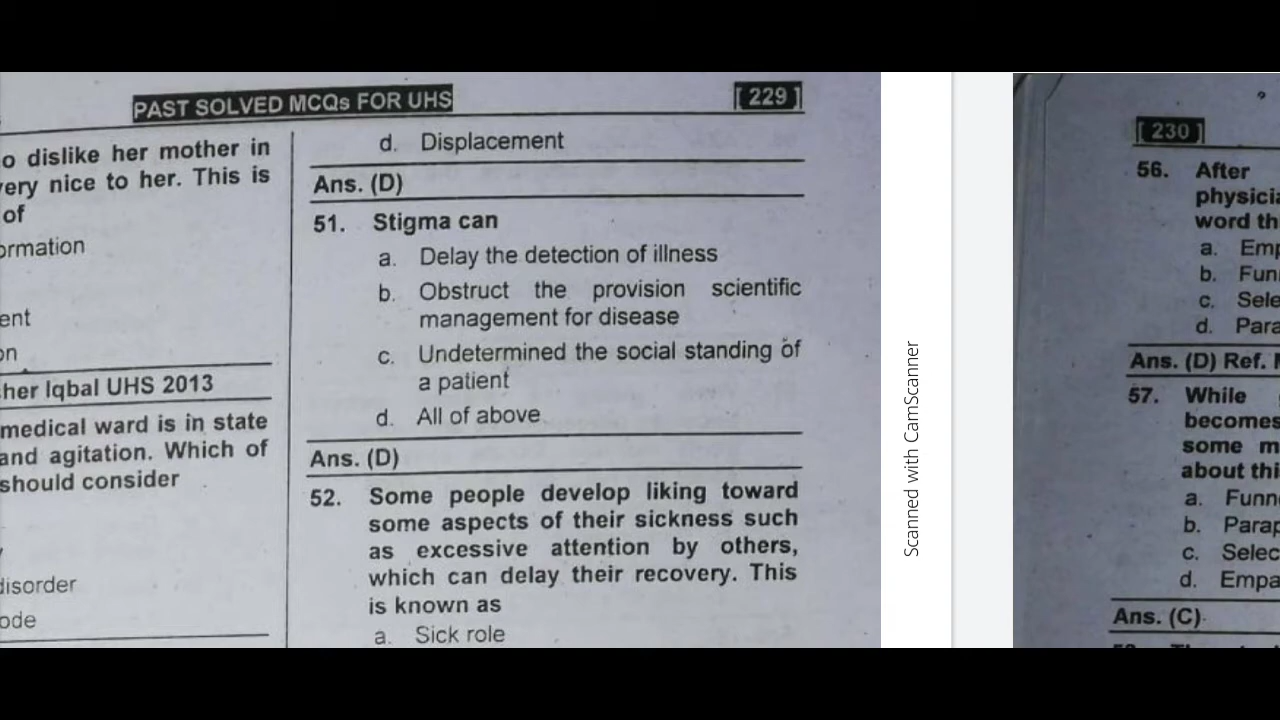 PAST SOLVED MCQs FOR UHS
[ 229 ]
o dislike her mother in
very nice to her. This is
of
ormation
ent
on
her Iqbal UHS 2013
medical ward is in state
and agitation. Which of
should consider
disorder
ode
d. Displacement
Ans. (D)
51. Stigma can
a. Delay the detection of illness
b. Obstruct the provision scientific
management for disease
c. Undetermined the social standing of
a patient
d. All of above
Ans. (D)
52. Some people develop liking toward
some aspects of their sickness such
as excessive attention by others,
which can delay their recovery. This
is known as
a. Sick role
Scanned with CamScanner
[ 230 ]
56. After
physicia
word th
a. Emp
b. Fun
c. Sele
d. Para
Ans. (D) Ref.
57. While
becomes
some m
about thi
a. Funn
b. Parap
c. Selec
d. Empa
Ans. (C)